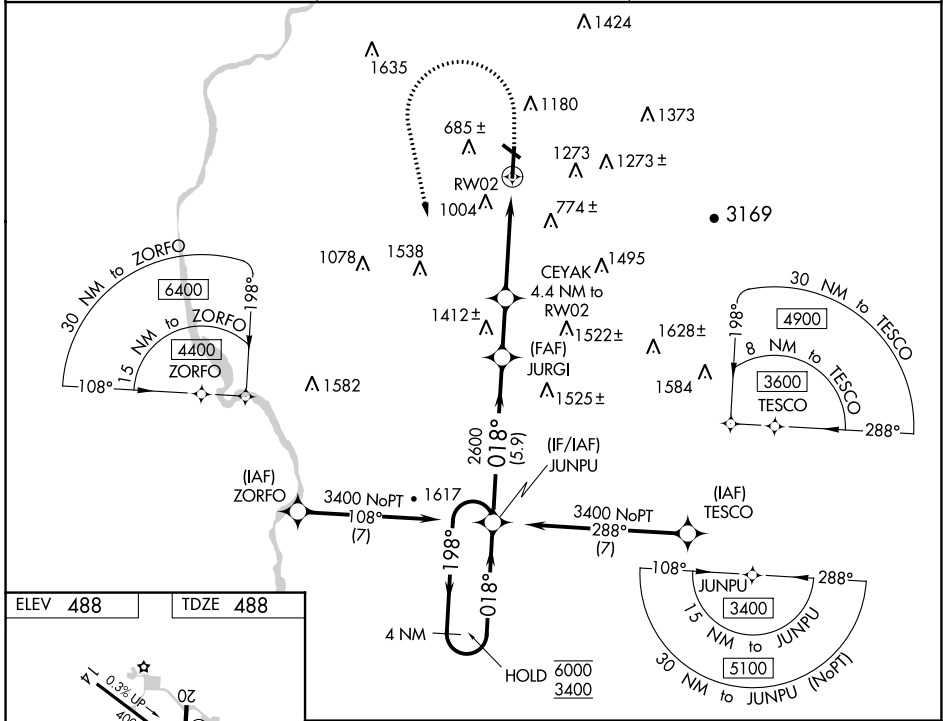 1424
1635
1180
1373
685 ±
1273
1273 ±
RW02
1004
774 ±
3169
1078
1538
CEYAK
4.4 NM to
RW02
1495
30 NM to ZORFO
6400
198°
15 NM to ZORFO
4400
ZORFO
108°
30 NM to TESCO
4900
198°
8 NM to TESCO
3600
TESCO
288°
1412 ±
1522 ±
1628 ±
(FAF)
JURGI
1582
1584
1525 ±
2600
018°
(5.9)
(IF/IAF)
JUNPU
(IAF)
ZORFO
3400 NoPT
108°
(7)
1617
3400 NoPT
288°
(7)
(IAF)
TESCO
198°
018°
4 NM
HOLD 6000
3400
108°
JUNPU
288°
3400
15 NM to JUNPU
5100
30 NM to JUNPU (NoPT)
ELEV 488
TDZE 488
14
0.3% UP
20